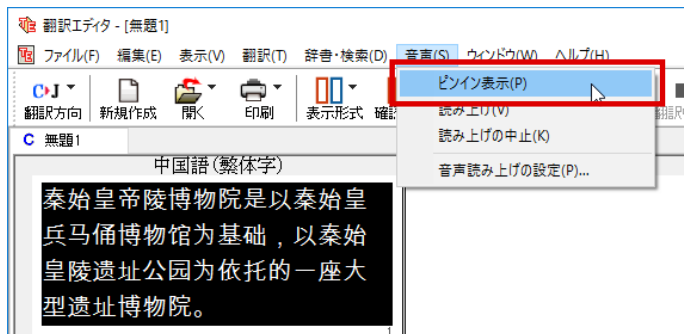 翻訳エディタ - [無題1]
ファイル(F) 編集(E) 表示(V) 翻訳(T) 辞書・検索(D) 音声(S) ウィンドウ(W) ヘルプ(H)
C▸J
翻訳方向 新規作成 開く 印刷 表示形式
ピンイン表示(P)
読み上げ(V)
読み上げの中止(K)
音声読み上げの設定(P)...
C 無題1
中国語(繁体字)
秦始皇帝陵博物院是以秦始皇
兵马俑博物馆为基础，以秦始
皇陵遗址公园为依托的一座大
型遗址博物院。
1